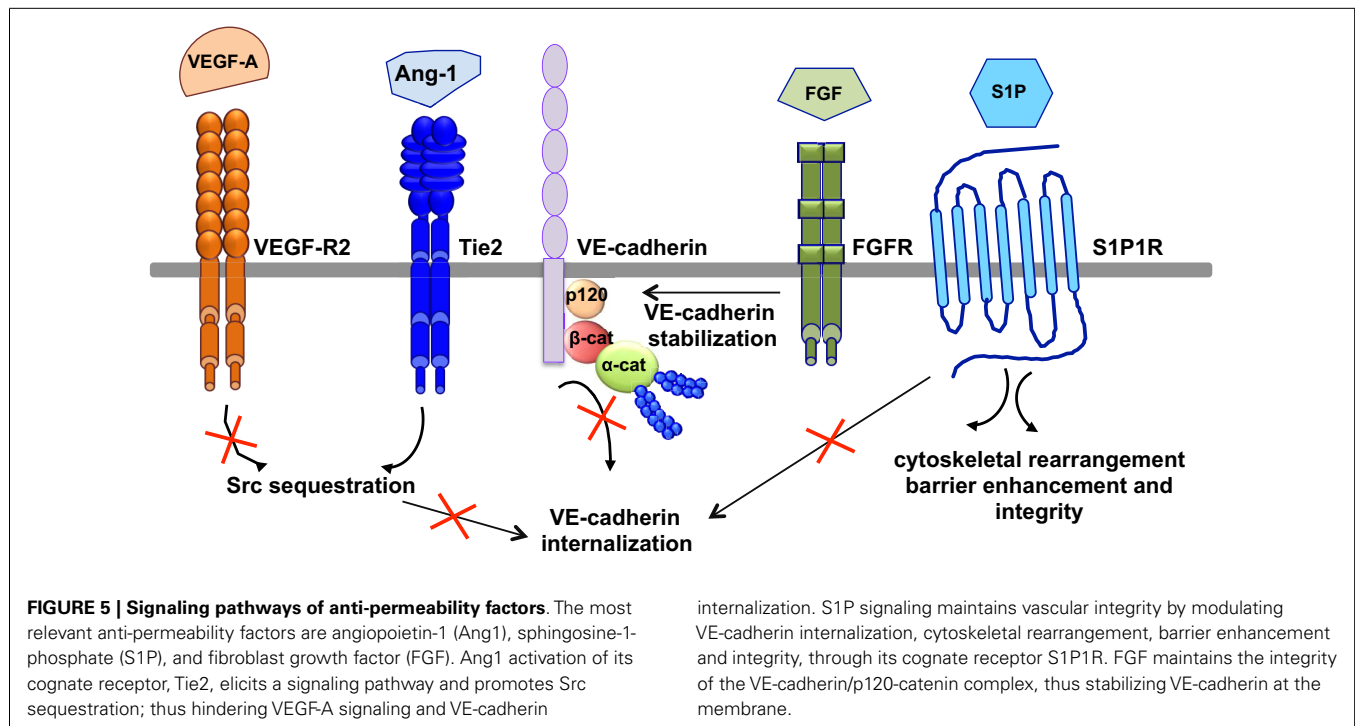 VEGF-A
Ang-1
FGF
S1P
VEGF-R2
Tie2
VE-cadherin
FGFR
S1P1R
p120
β-cat
α-cat
VE-cadherin
stabilization
Src sequestration
VE-cadherin
internalization
cytoskeletal rearrangement
barrier enhancement and
integrity
FIGURE 5 | Signaling pathways of anti-permeability factors. The most
relevant anti-permeability factors are angiopoietin-1 (Ang1), sphingosine-1-
phosphate (S1P), and fibroblast growth factor (FGF). Ang1 activation of its
cognate receptor, Tie2, elicits a signaling pathway and promotes Src
sequestration; thus hindering VEGF-A signaling and VE-cadherin
internalization. S1P signaling maintains vascular integrity by modulating
VE-cadherin internalization, cytoskeletal rearrangement, barrier enhancement
and integrity, through its cognate receptor S1P1R. FGF maintains the integrity
of the VE-cadherin/p120-catenin complex, thus stabilizing VE-cadherin at the
membrane.